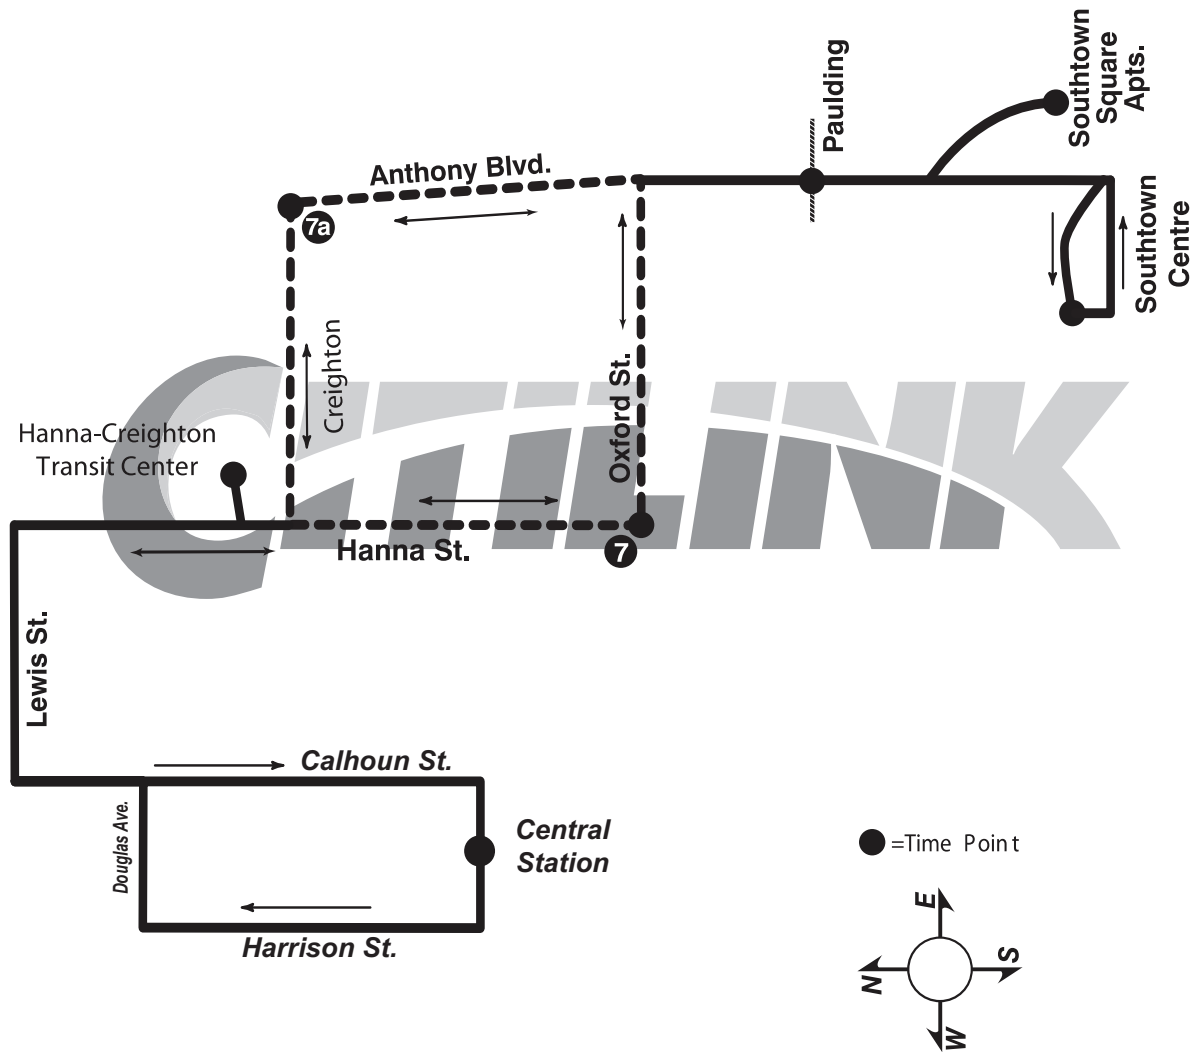 Southtown
Square
Apts.
Paulding
Anthony Blvd.
7a
Southtown
Centre
Creighton
Oxford St.
Hanna-Creighton
Transit Center
CITILINK
Hanna St.
7
Lewis St.
Calhoun St.
Douglas Ave.
Central
Station
Harrison St.
=Time Point
E
N
S
W